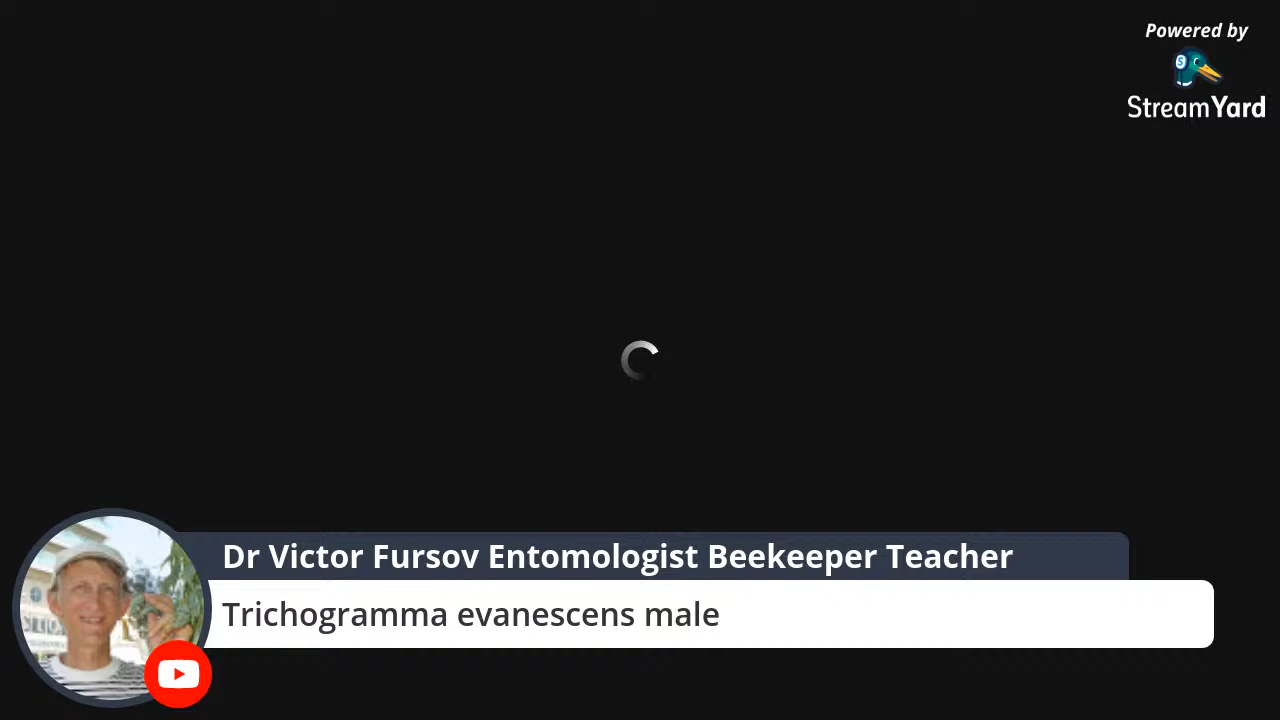 Powered by
StreamYard
Dr Victor Fursov Entomologist Beekeeper Teacher
Trichogramma evanescens male